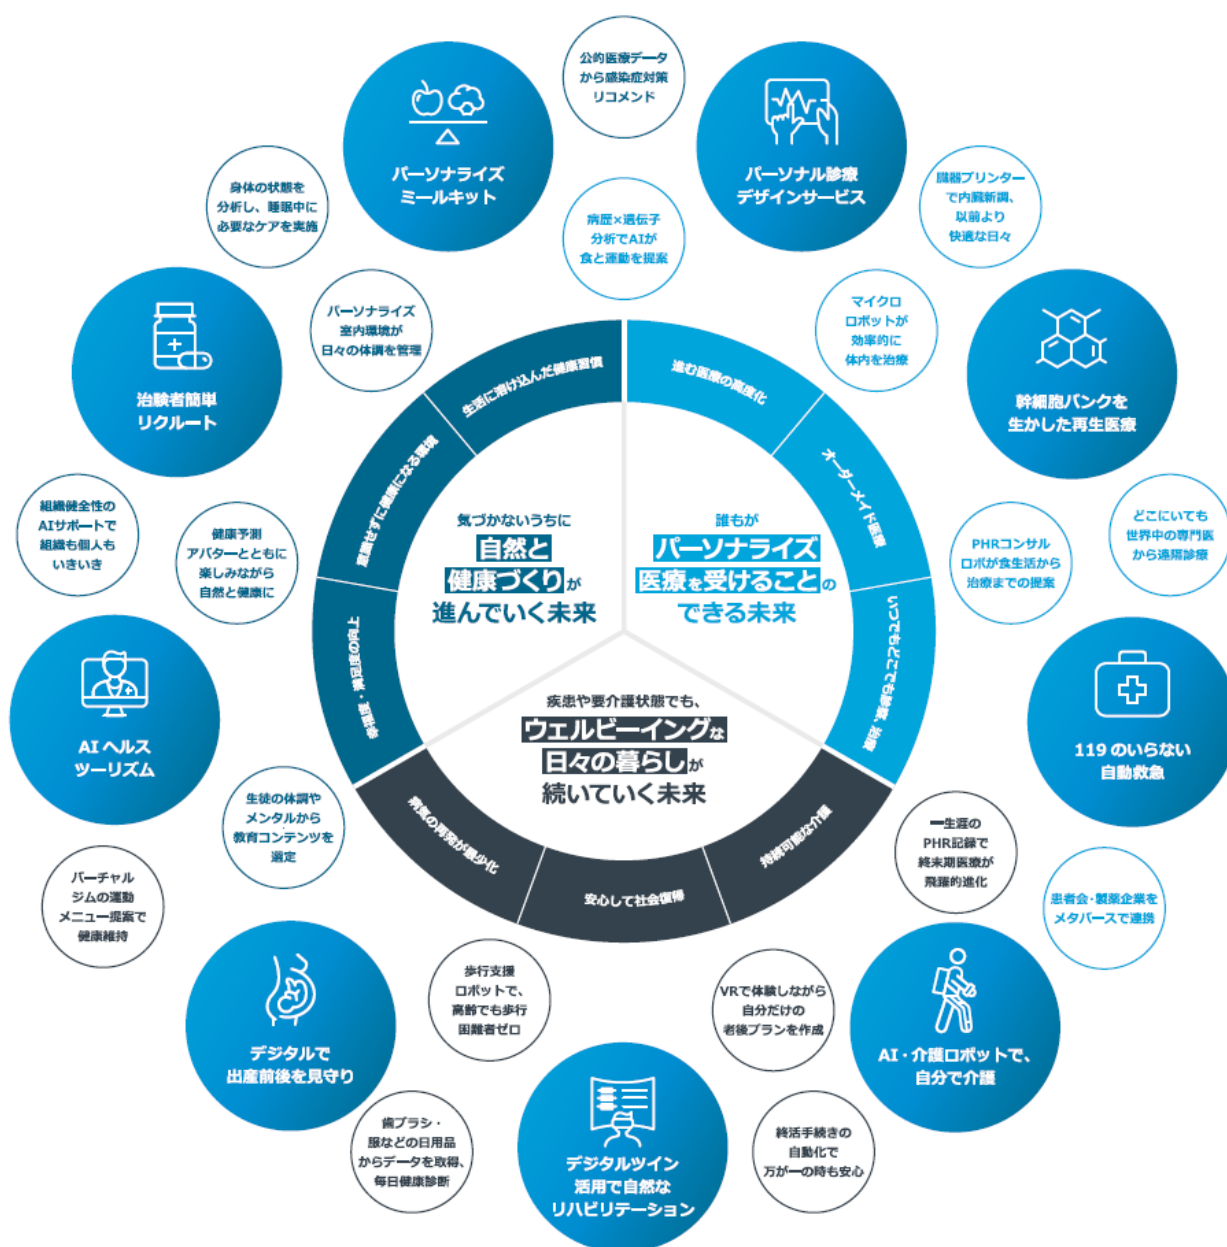 公的医療データ
から感染症対策
リコメンド
パーソナライズ
ミールキット
パーソナル診療
デザインサービス
身体の状態を
分析し、睡眠中に
必要なケアを実施
病歴×遺伝子
分析でAIが
食と運動を提案
臓器プリンター
で内臓新調、
以前より
快適な日々
パーソナライズ
室内環境が
日々の体調を管理
マイクロ
ロボットが
効率的に
体内を治療
治験者簡単
リクルート
幹細胞バンクを
生かした再生医療
生活に溶け込んだ健康習慣
進む医療の高度化
意識せずに健康になる環境
オーダーメイド医療
幸福度・満足度の向上
いつでもどこでも診察、治療
組織健全性の
AIサポートで
組織も個人も
いきいき
健康予測
アバターとともに
楽しみながら
自然と健康に
気づかないうちに
自然と
健康づくりが
進んでいく未来
誰もが
パーソナライズ
医療を受けることの
できる未来
PHRコンサル
ロボが食生活から
治療までの提案
どこにいても
世界中の専門医
から遠隔診療
疾患や要介護状態でも、
ウェルビーイングな
日々の暮らしが
続いていく未来
AI ヘルス
ツーリズム
119 のいらない
自動救急
生徒の体調や
メンタルから
教育コンテンツを
選定
病気の再発が最少化
安心して社会復帰
持続可能な介護
一生涯の
PHR記録で
終末期医療が
飛躍的進化
バーチャル
ジムの運動
メニュー提案で
健康維持
患者会・製薬企業を
メタバースで連携
歩行支援
ロボットで、
高齢でも歩行
困難者ゼロ
VRで体験しながら
自分だけの
老後プランを作成
デジタルで
出産前後を見守り
AI・介護ロボットで、
自分で介護
歯ブラシ・
服などの日用品
からデータを取得、
毎日健康診断
デジタルツイン
活用で自然な
リハビリテーション
終活手続きの
自動化で
万が一の時も安心